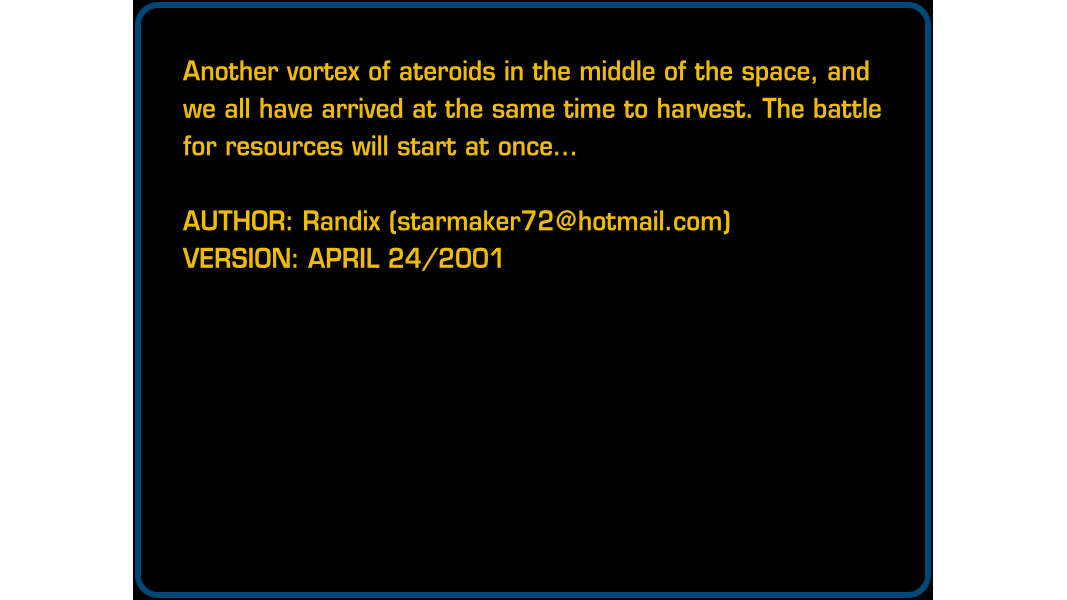 Another vortex of ateroids in the middle of the space, and
we all have arrived at the same time to harvest. The battle
for resources will start at once...
AUTHOR: Randix (starmaker72@hotmail.com)
VERSION: APRIL 24/2001